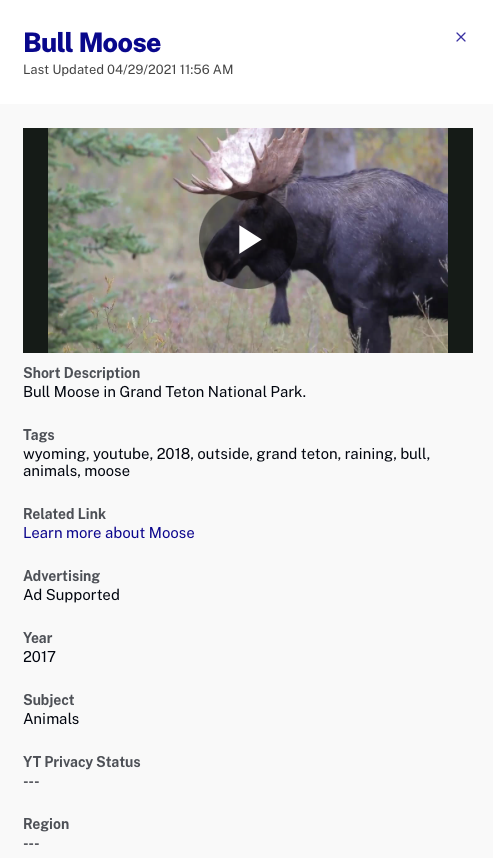 Bull Moose
Last Updated 04/29/2021 11:56 AM
Short Description
Bull Moose in Grand Teton National Park.
Tags
wyoming, youtube, 2018, outside, grand teton, raining, bull,
animals, moose
Related Link
Learn more about Moose
Advertising
Ad Supported
Year
2017
Subject
Animals
YT Privacy Status
---
Region
---